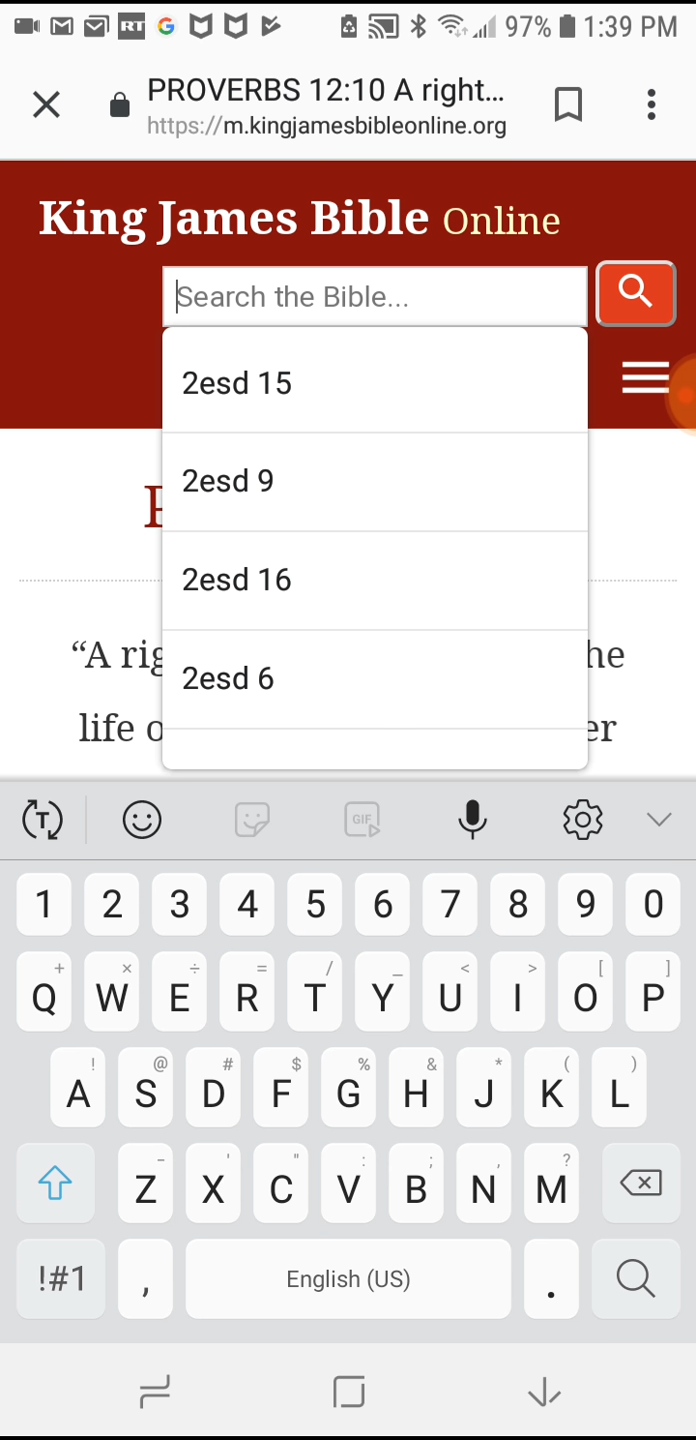 RT G 97% 1:39 PM
PROVERBS 12:10 A right...
https://m.kingjamesbibleonline.org
King James Bible Online
Search the Bible...
2esd 15
2esd 9
2esd 16
2esd 6
“A rig he
life o er
T GIF
1 2 3 4 5 6 7 8 9 0
+ × ÷ = / _ < > [ ]
Q W E R T Y U I O P
! @ # $ % & * ( )
A S D F G H J K L
- ' " : ; , ?
Z X C V B N M
!#1 , English (US) .